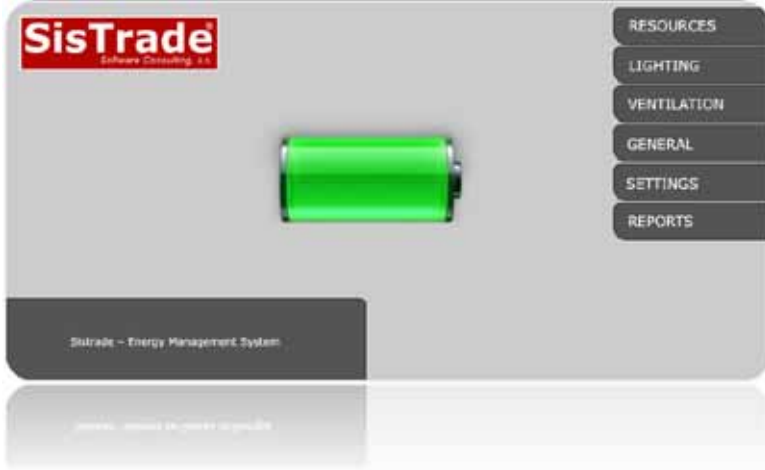 SisTrade
Software Consulting, s.a.
RESOURCES
LIGHTING
VENTILATION
GENERAL
SETTINGS
REPORTS
Sistrade – Energy Management System